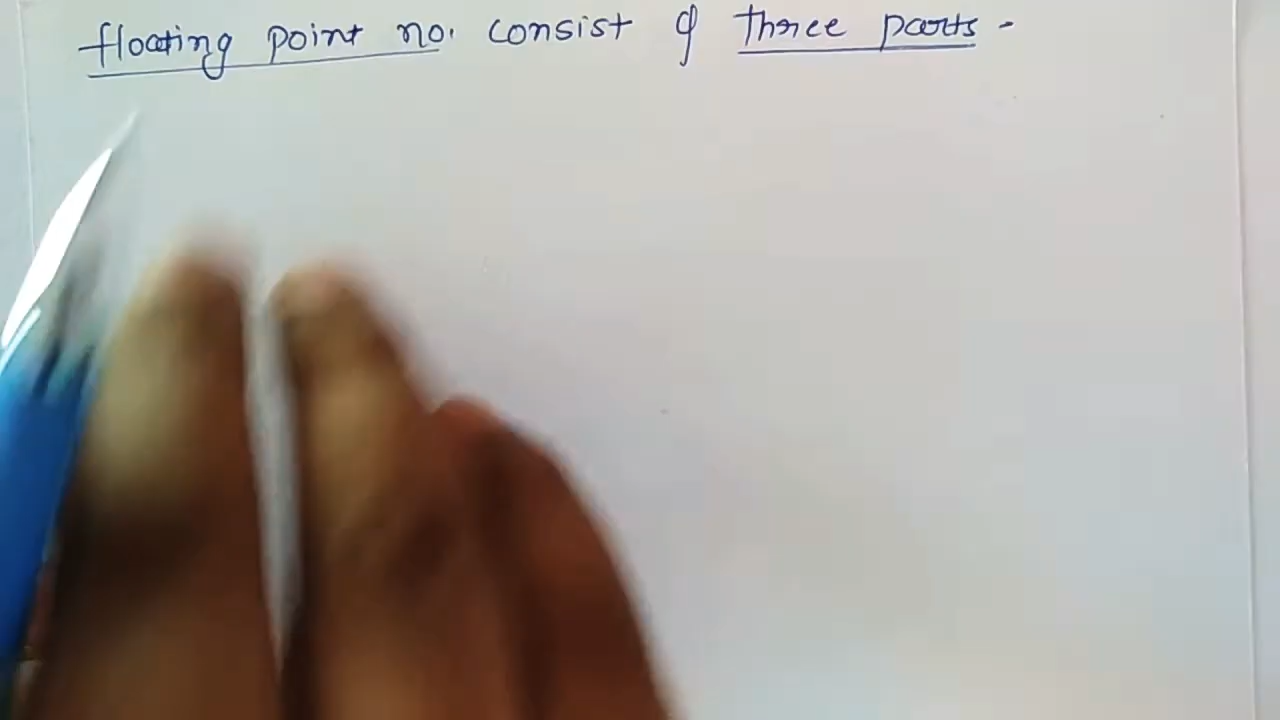 floating point no. consist of three parts -